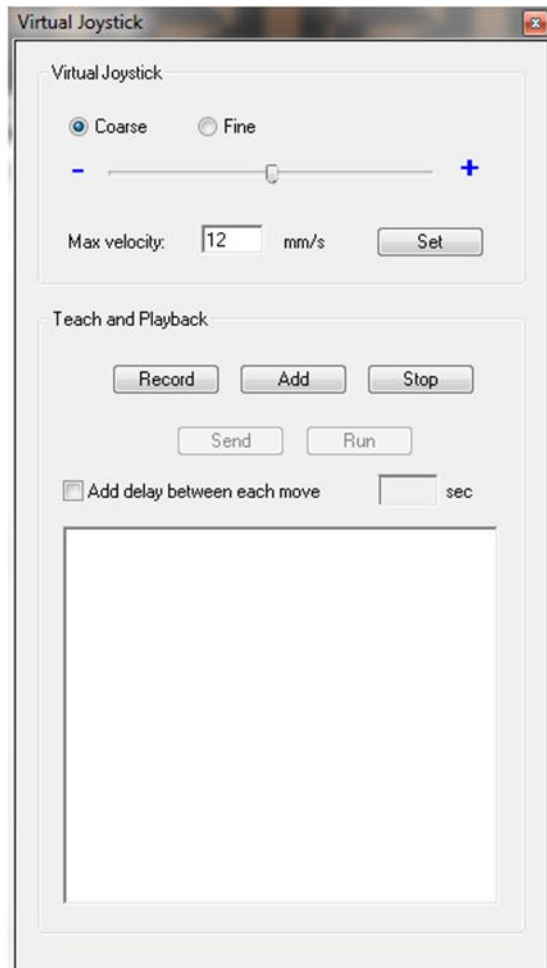 Virtual Joystick
Virtual Joystick
Coarse Fine
- +
Max velocity: 12 mm/s Set
Teach and Playback
Record Add Stop
Send Run
Add delay between each move sec